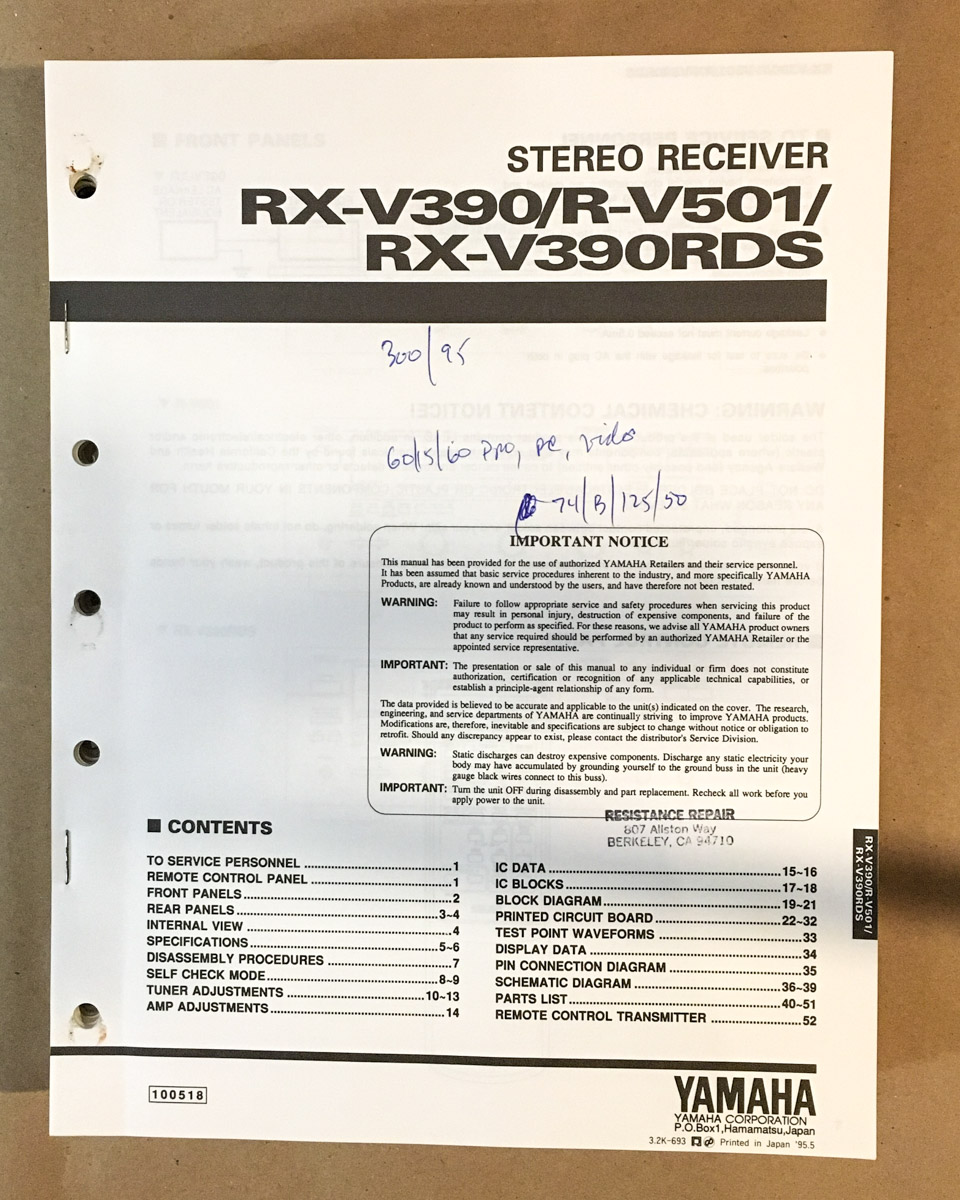 STEREO RECEIVER
RX-V390/R-V501/
RX-V390RDS
300/95
60/15/60 Pro, PC, video
74/B/125/50
IMPORTANT NOTICE
This manual has been provided for the use of authorized YAMAHA Retailers and their service personnel.
It has been assumed that basic service procedures inherent to the industry, and more specifically YAMAHA
Products, are already known and understood by the users, and have therefore not been restated.
WARNING: Failure to follow appropriate service and safety procedures when servicing this product
may result in personal injury, destruction of expensive components, and failure of the
product to perform as specified. For these reasons, we advise all YAMAHA product owners
that any service required should be performed by an authorized YAMAHA Retailer or the
appointed service representative.
IMPORTANT: The presentation or sale of this manual to any individual or firm does not constitute
authorization, certification or recognition of any applicable technical capabilities, or
establish a principle-agent relationship of any form.
The data provided is believed to be accurate and applicable to the unit(s) indicated on the cover. The research,
engineering, and service departments of YAMAHA are continually striving to improve YAMAHA products.
Modifications are, therefore, inevitable and specifications are subject to change without notice or obligation to
retrofit. Should any discrepancy appear to exist, please contact the distributor's Service Division.
WARNING: Static discharges can destroy expensive components. Discharge any static electricity your
body may have accumulated by grounding yourself to the ground buss in the unit (heavy
gauge black wires connect to this buss).
IMPORTANT: Turn the unit OFF during disassembly and part replacement. Recheck all work before you
apply power to the unit.
RESISTANCE REPAIR
807 Allston Way
BERKELEY, CA 94710
■ CONTENTS
TO SERVICE PERSONNEL ........ 1
REMOTE CONTROL PANEL ........ 1
FRONT PANELS ........ 2
REAR PANELS ........ 3~4
INTERNAL VIEW ........ 4
SPECIFICATIONS ........ 5~6
DISASSEMBLY PROCEDURES ........ 7
SELF CHECK MODE ........ 8~9
TUNER ADJUSTMENTS ........ 10~13
AMP ADJUSTMENTS ........ 14
IC DATA ........ 15~16
IC BLOCKS ........ 17~18
BLOCK DIAGRAM ........ 19~21
PRINTED CIRCUIT BOARD ........ 22~32
TEST POINT WAVEFORMS ........ 33
DISPLAY DATA ........ 34
PIN CONNECTION DIAGRAM ........ 35
SCHEMATIC DIAGRAM ........ 36~39
PARTS LIST ........ 40~51
REMOTE CONTROL TRANSMITTER ........ 52
RX-V390/R-V501/
RX-V390RDS
100518
YAMAHA
YAMAHA CORPORATION
P.O.Box1,Hamamatsu,Japan
3.2K-693 Printed in Japan '95.5